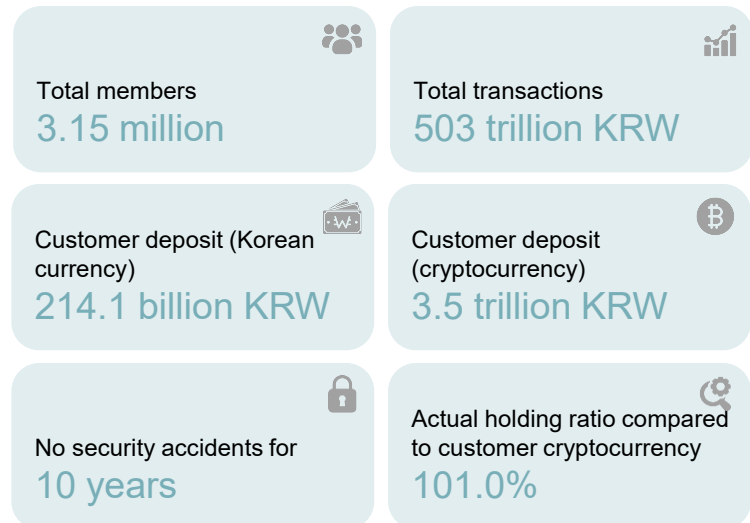 Total members
3.15 million
Total transactions
503 trillion KRW
Customer deposit (Korean
currency)
214.1 billion KRW
Customer deposit
(cryptocurrency)
3.5 trillion KRW
No security accidents for
10 years
Actual holding ratio compared
to customer cryptocurrency
101.0%